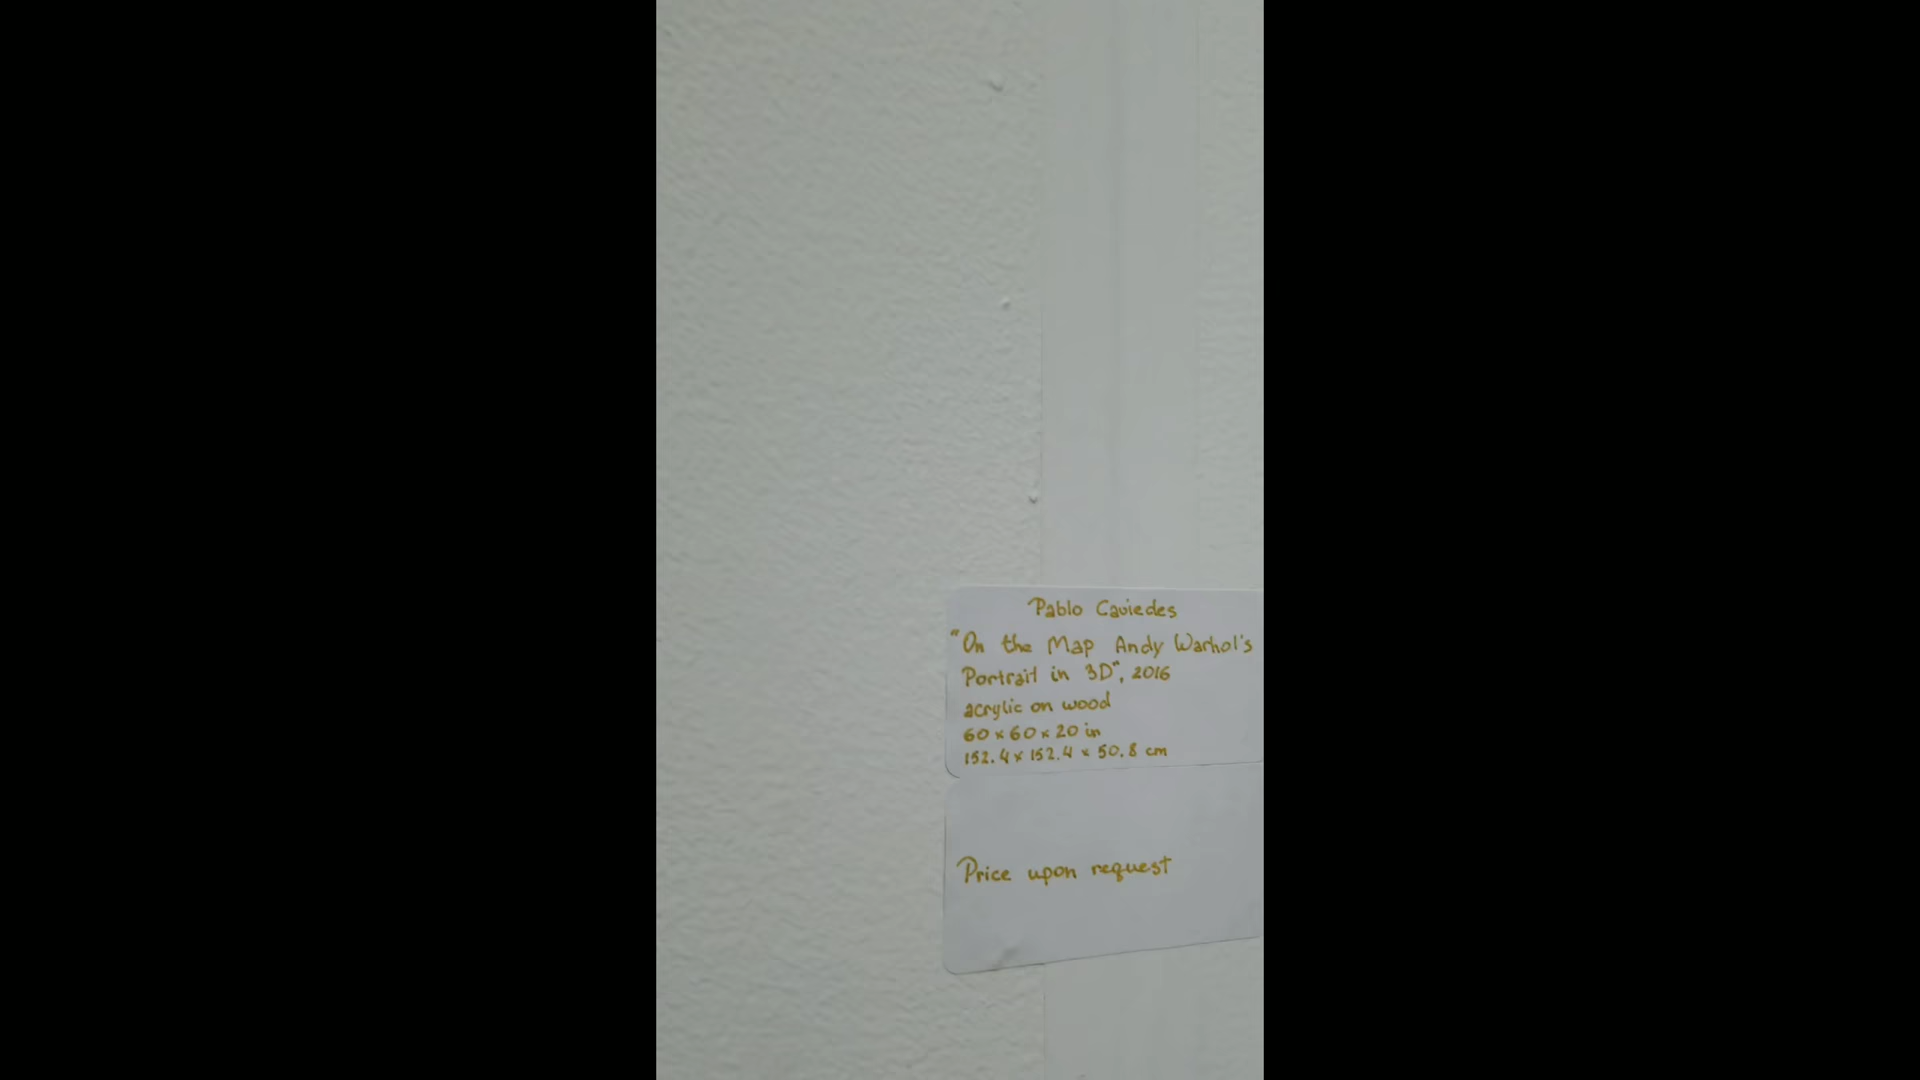 Pablo Caviedes
"On the Map Andy Warhol's
Portrait in 3D", 2016
acrylic on wood
60 x 60 x 20 in
152.4 x 152.4 x 50.8 cm
Price upon request